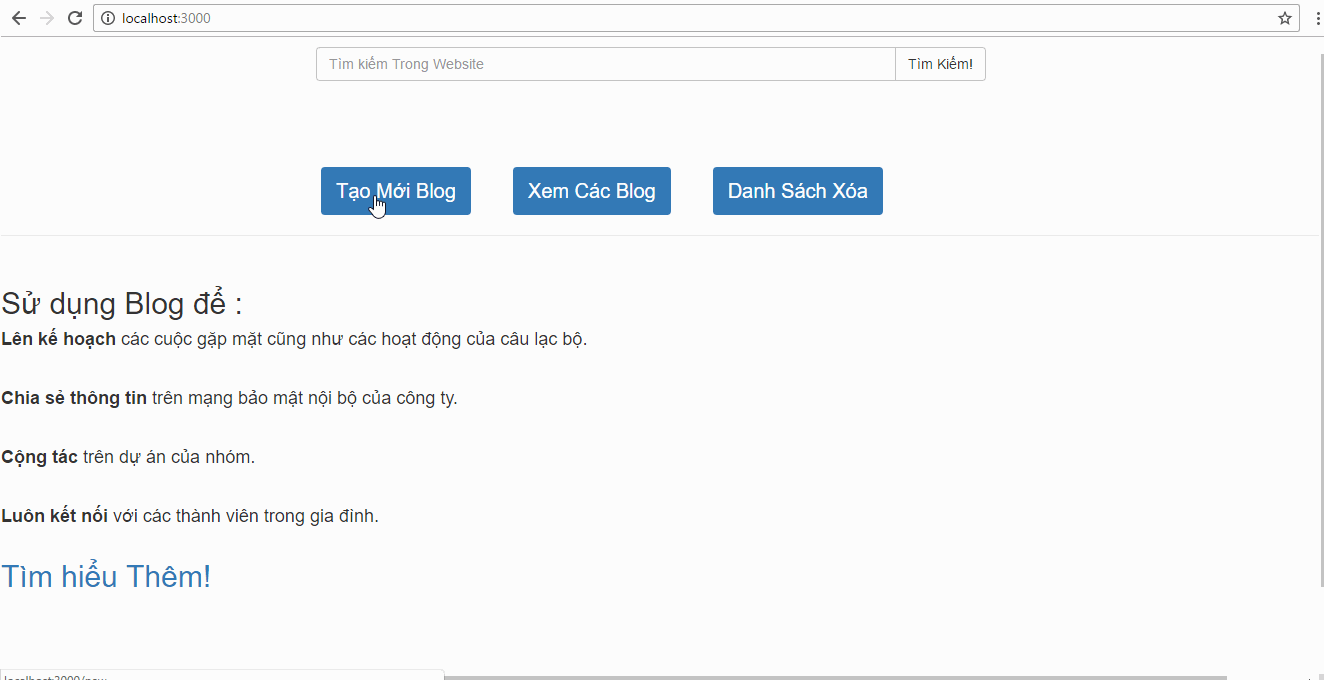 localhost:3000
Tìm kiếm Trong Website
Tìm Kiếm!
Tạo Mới Blog
Xem Các Blog
Danh Sách Xóa
Sử dụng Blog để :
Lên kế hoạch các cuộc gặp mặt cũng như các hoạt động của câu lạc bộ.
Chia sẻ thông tin trên mạng bảo mật nội bộ của công ty.
Cộng tác trên dự án của nhóm.
Luôn kết nối với các thành viên trong gia đình.
Tìm hiểu Thêm!
localhost:3000/new